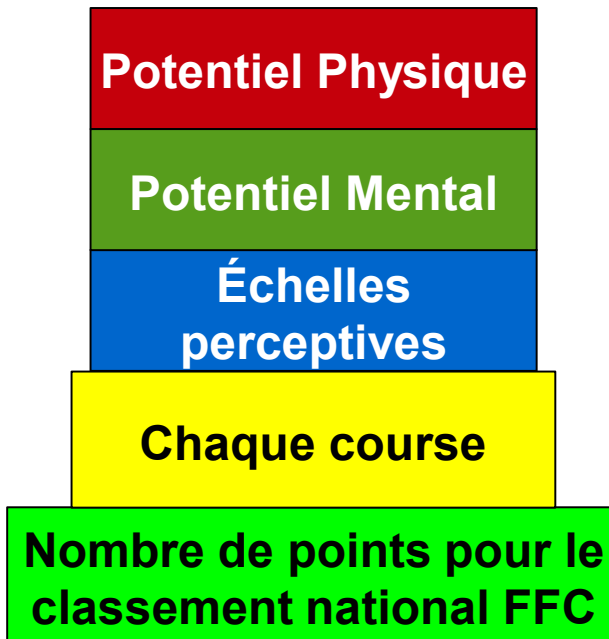 Potentiel Physique
Potentiel Mental
Échelles
perceptives
Chaque course
Nombre de points pour le
classement national FFC